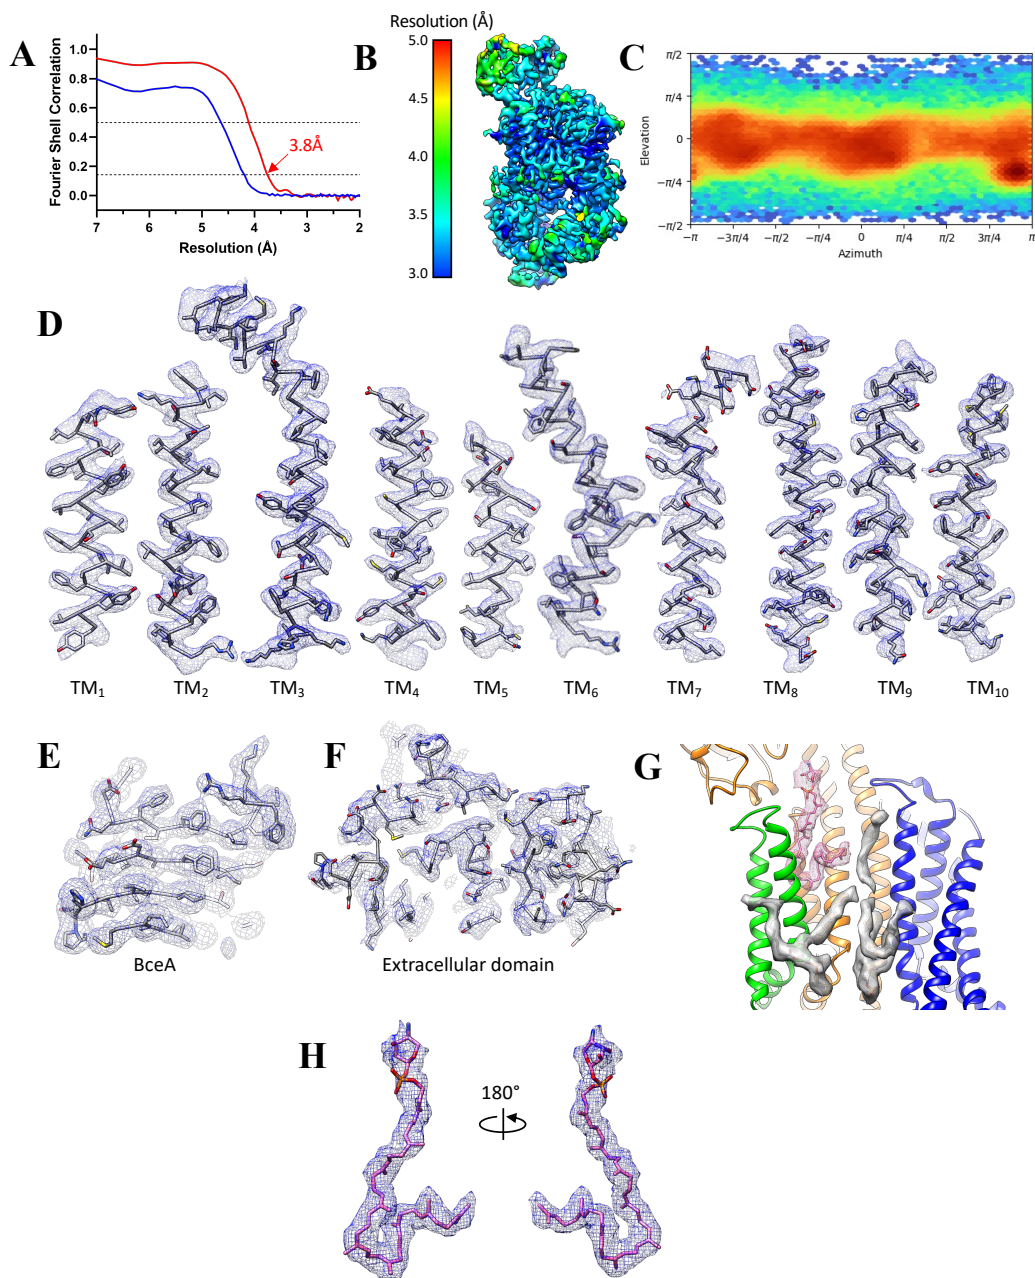 A
Fourier Shell Correlation
1.0
0.8
0.6
0.4
0.2
0.0
3.8Å
7
6
5
4
3
2
Resolution (Å)
Resolution (Å)
B
5.0
4.5
4.0
3.5
3.0
C
Elevation
π/2
π/4
0
−π/4
−π/2
−π
−3π/4
−π/2
−π/4
0
π/4
π/2
3π/4
π
Azimuth
D
TM₁
TM₂
TM₃
TM₄
TM₅
TM₆
TM₇
TM₈
TM₉
TM₁₀
E
BceA
F
Extracellular domain
G
H
180°